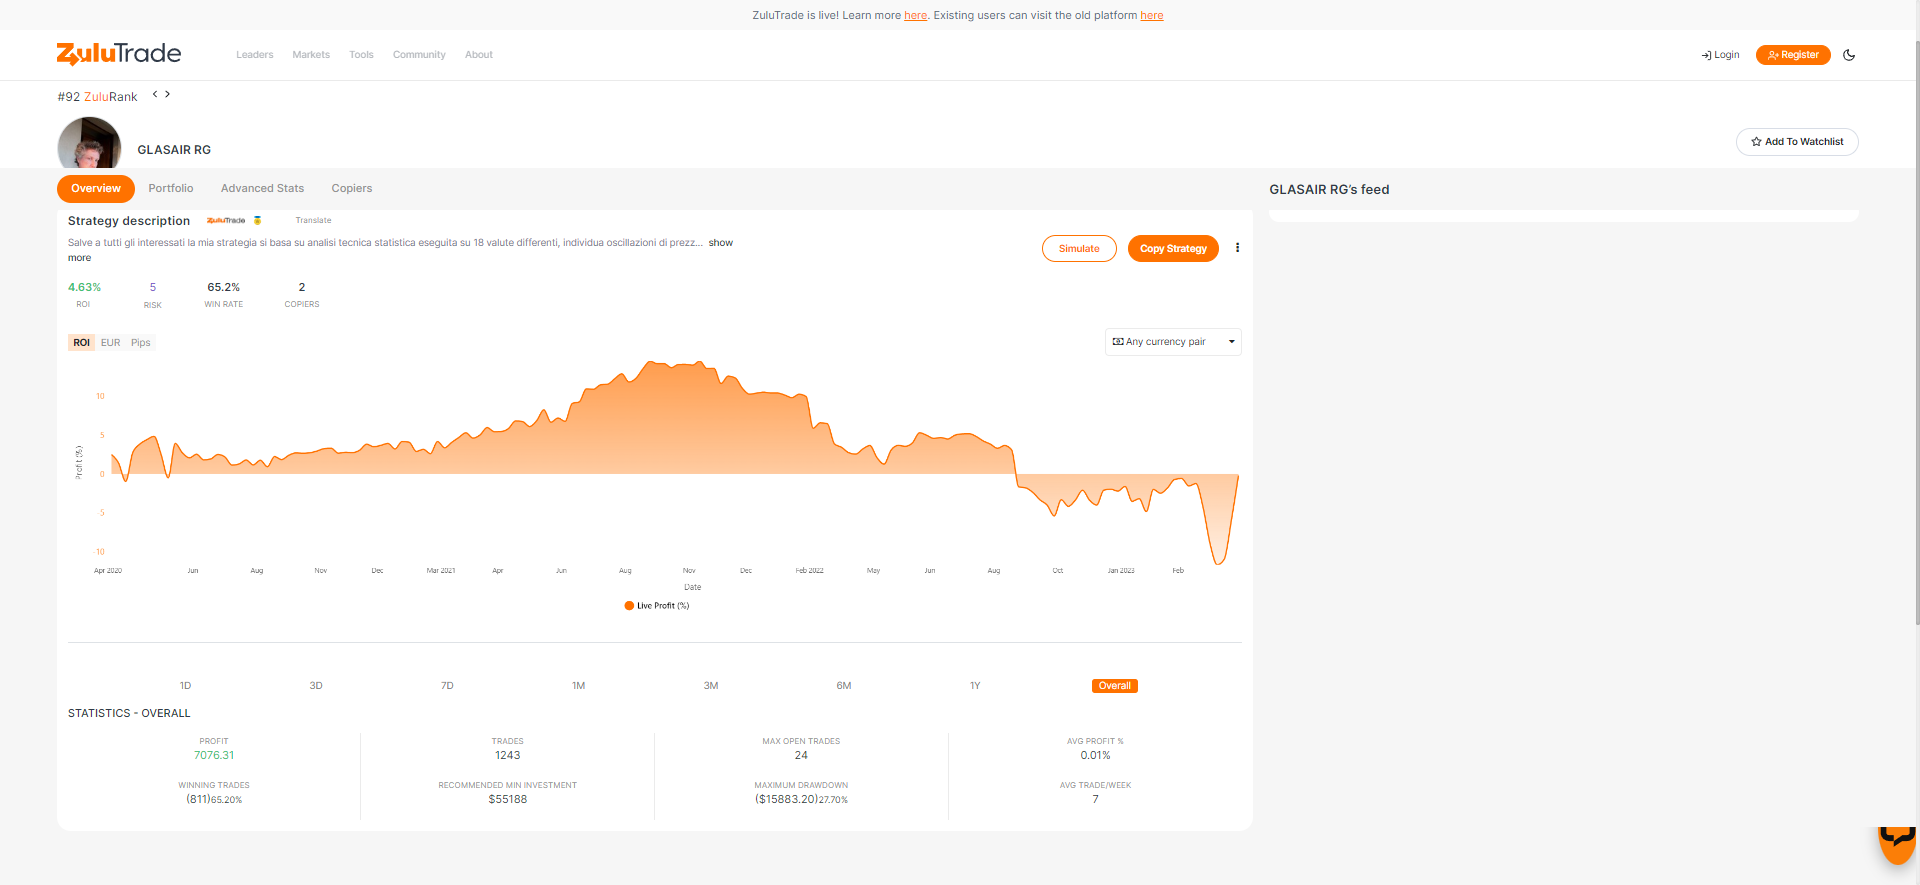 ZuluTrade is live! Learn more here. Existing users can visit the old platform here
ZuluTrade
Leaders
Markets
Tools
Community
About
Login
Register
#92 ZuluRank
GLASAIR RG
Add To Watchlist
Overview
Portfolio
Advanced Stats
Copiers
GLASAIR RG's feed
Strategy description
ZuluTrade
Translate
Salve a tutti gli interessati la mia strategia si basa su analisi tecnica statistica eseguita su 18 valute differenti, individua oscillazioni di prezz... show
more
Simulate
Copy Strategy
4.63%
5
65.2%
2
ROI
RISK
WIN RATE
COPIERS
ROI
EUR
Pips
Any currency pair
Profit (%)
10
5
0
-5
-10
Apr 2020
Jun
Aug
Nov
Dec
Mar 2021
Apr
Jun
Aug
Nov
Dec
Feb 2022
May
Jun
Aug
Oct
Jan 2023
Feb
Date
Live Profit (%)
1D
3D
7D
1M
3M
6M
1Y
Overall
STATISTICS - OVERALL
PROFIT
7076.31
TRADES
1243
MAX OPEN TRADES
24
AVG PROFIT %
0.01%
WINNING TRADES
(811)65.20%
RECOMMENDED MIN INVESTMENT
$55188
MAXIMUM DRAWDOWN
($15883.20)27.70%
AVG TRADE/WEEK
7